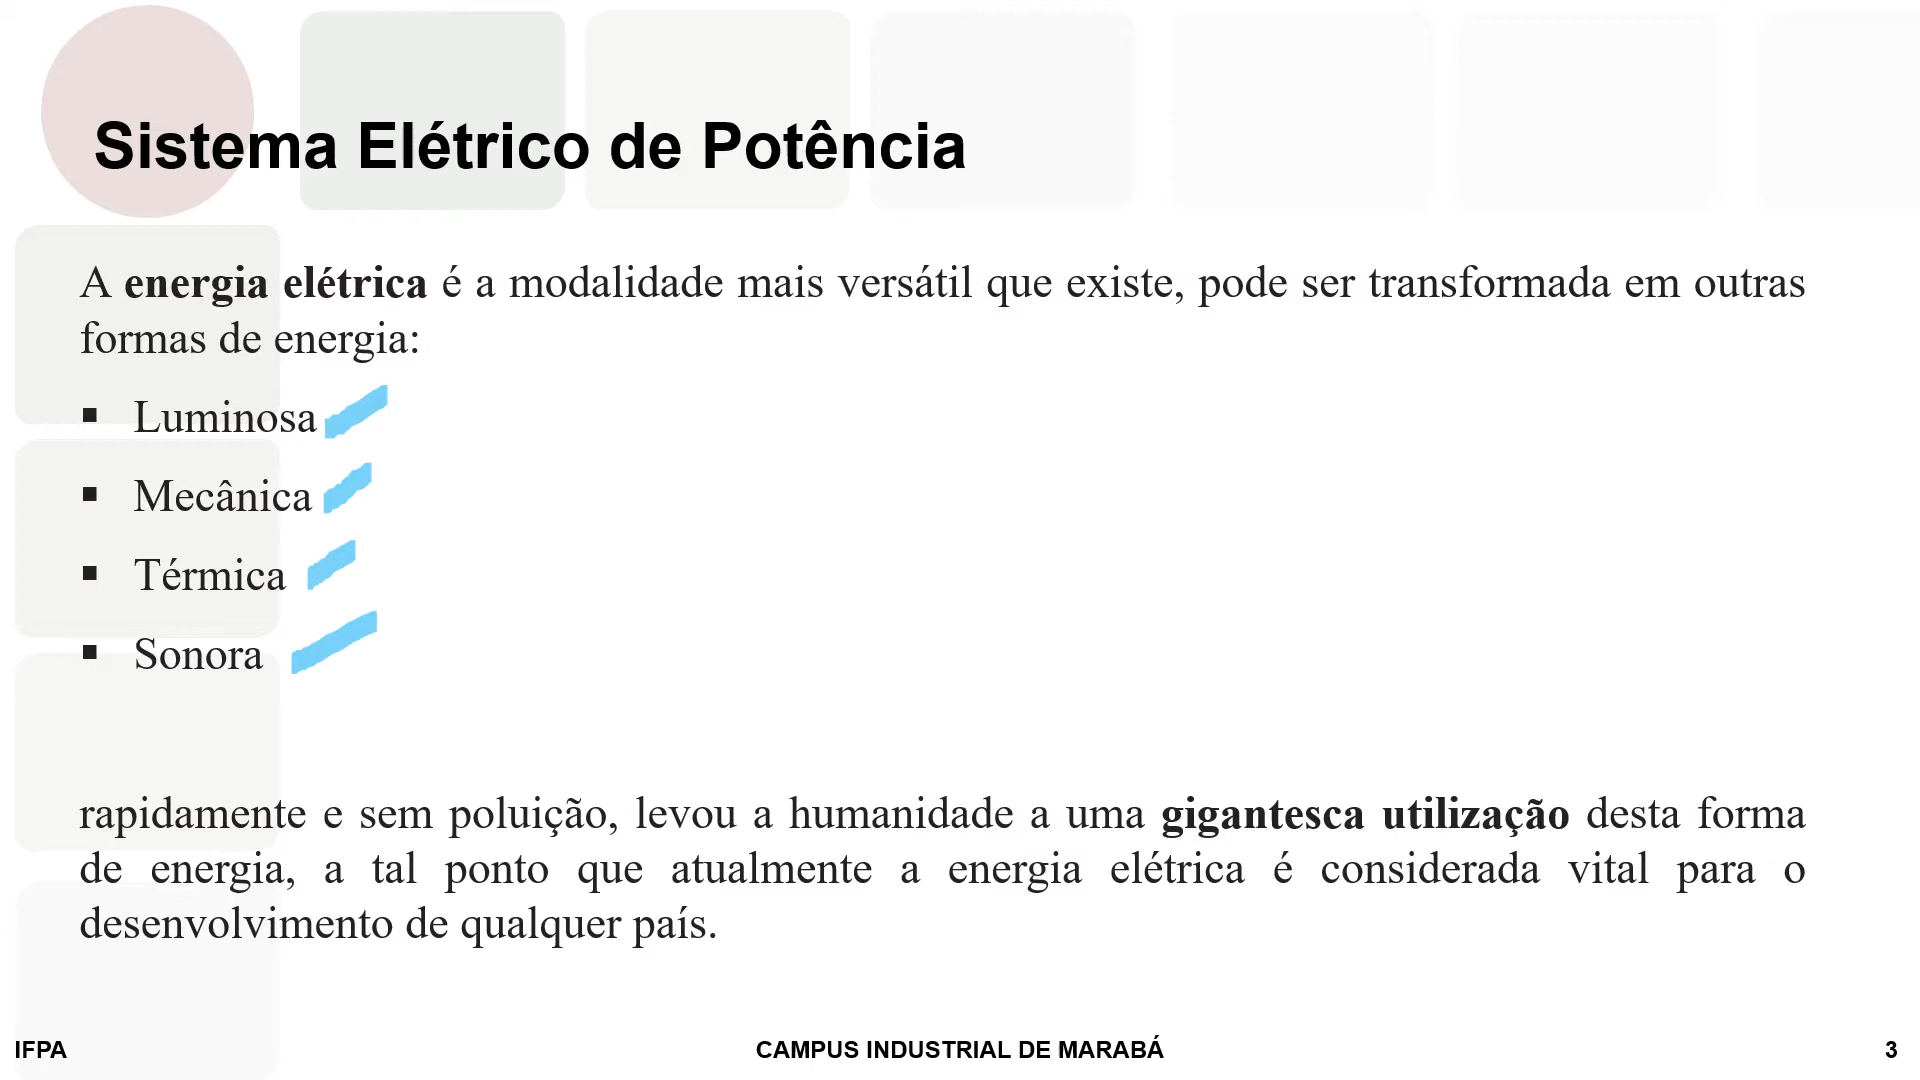 Sistema Elétrico de Potência
A energia elétrica é a modalidade mais versátil que existe, pode ser transformada em outras
formas de energia:
▪ Luminosa
▪ Mecânica
▪ Térmica
▪ Sonora
rapidamente e sem poluição, levou a humanidade a uma gigantesca utilização desta forma
de energia, a tal ponto que atualmente a energia elétrica é considerada vital para o
desenvolvimento de qualquer país.
IFPA
CAMPUS INDUSTRIAL DE MARABÁ
3